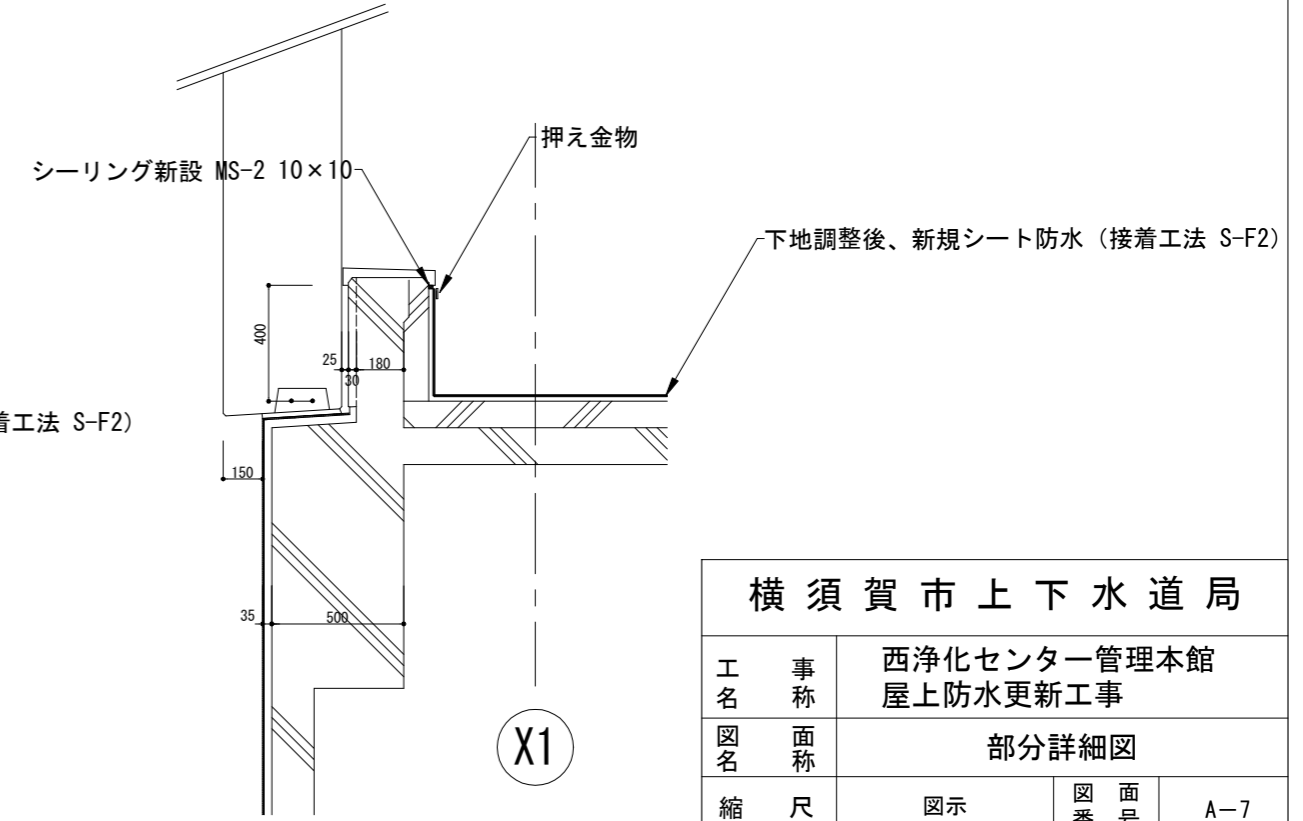 押え金物
シーリング新設 MS-2 10×10
下地調整後、新規シート防水（接着工法 S-F2）
400
25
180
30
着工法 S-F2）
150
35
500
X1
横須賀市上下水道局
工事名称
西浄化センター管理本館
屋上防水更新工事
図面名称
部分詳細図
縮尺
図示
図面番号
A－7